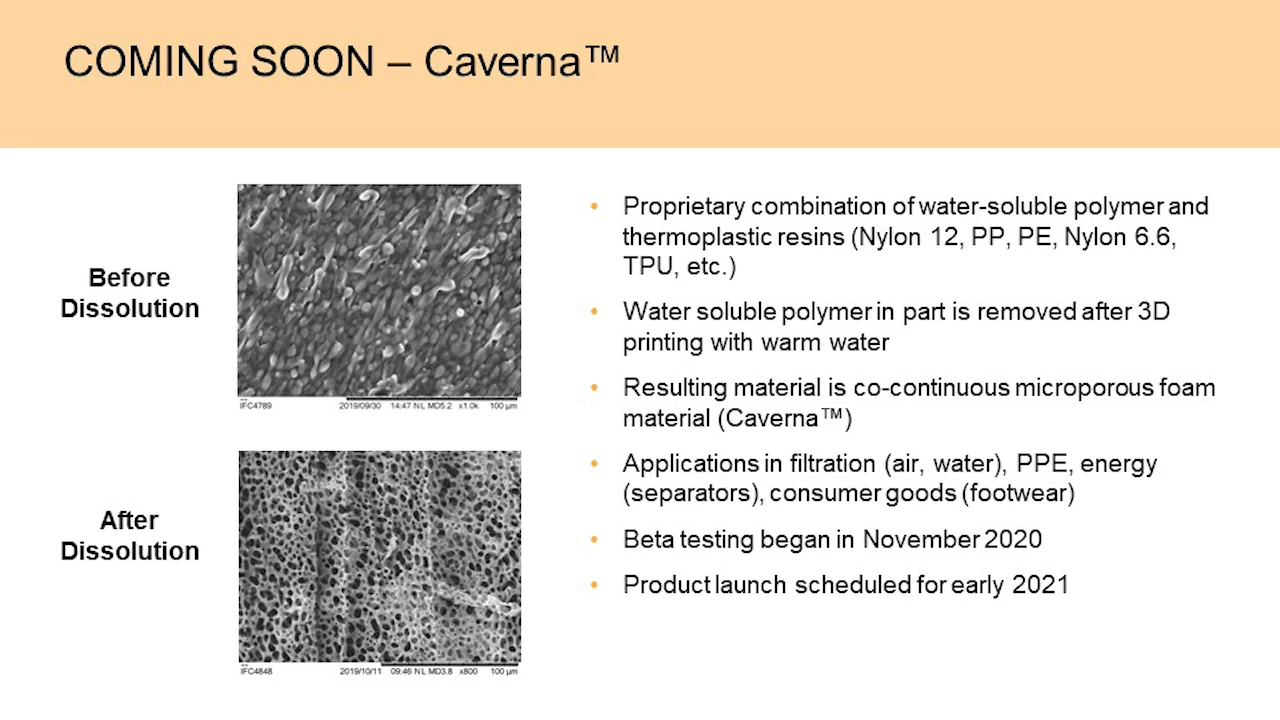 COMING SOON – Caverna™
Before
Dissolution
IFC4789 2019/09/30 14:47 NL MD5.2 x1.0k 100 µm
After
Dissolution
IFC4848 2019/10/11 09:46 NL MD3.8 x800 100 µm
• Proprietary combination of water-soluble polymer and
thermoplastic resins (Nylon 12, PP, PE, Nylon 6.6,
TPU, etc.)
• Water soluble polymer in part is removed after 3D
printing with warm water
• Resulting material is co-continuous microporous foam
material (Caverna™)
• Applications in filtration (air, water), PPE, energy
(separators), consumer goods (footwear)
• Beta testing began in November 2020
• Product launch scheduled for early 2021